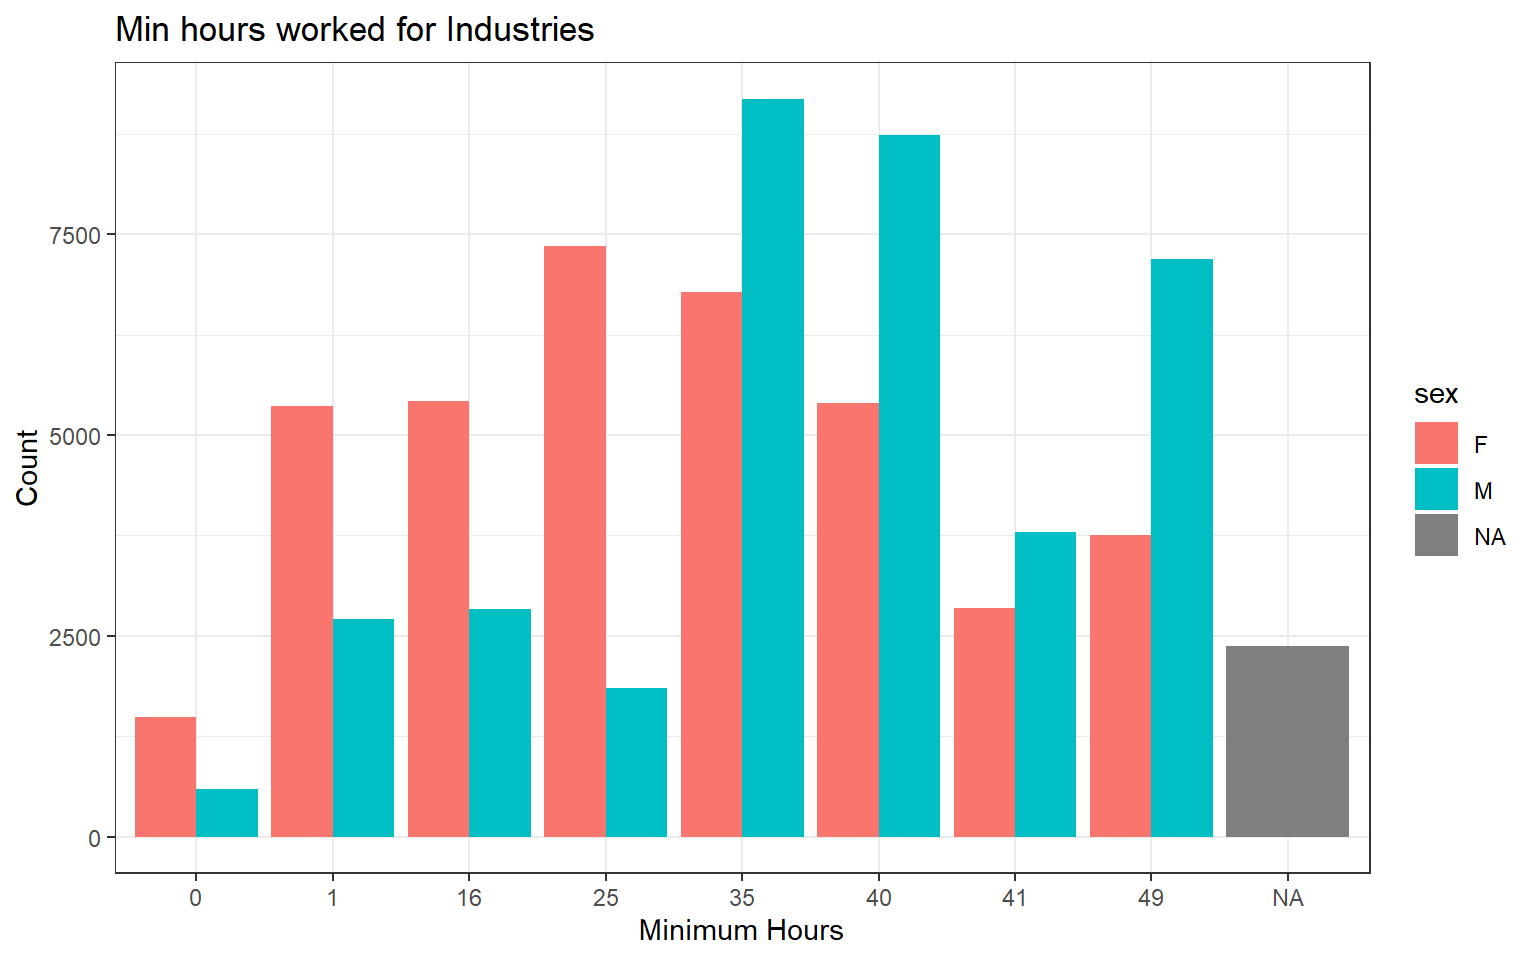 Min hours worked for Industries
7500
5000
2500
0
Count
0 1 16 25 35 40 41 49 NA
Minimum Hours
sex
F
M
NA